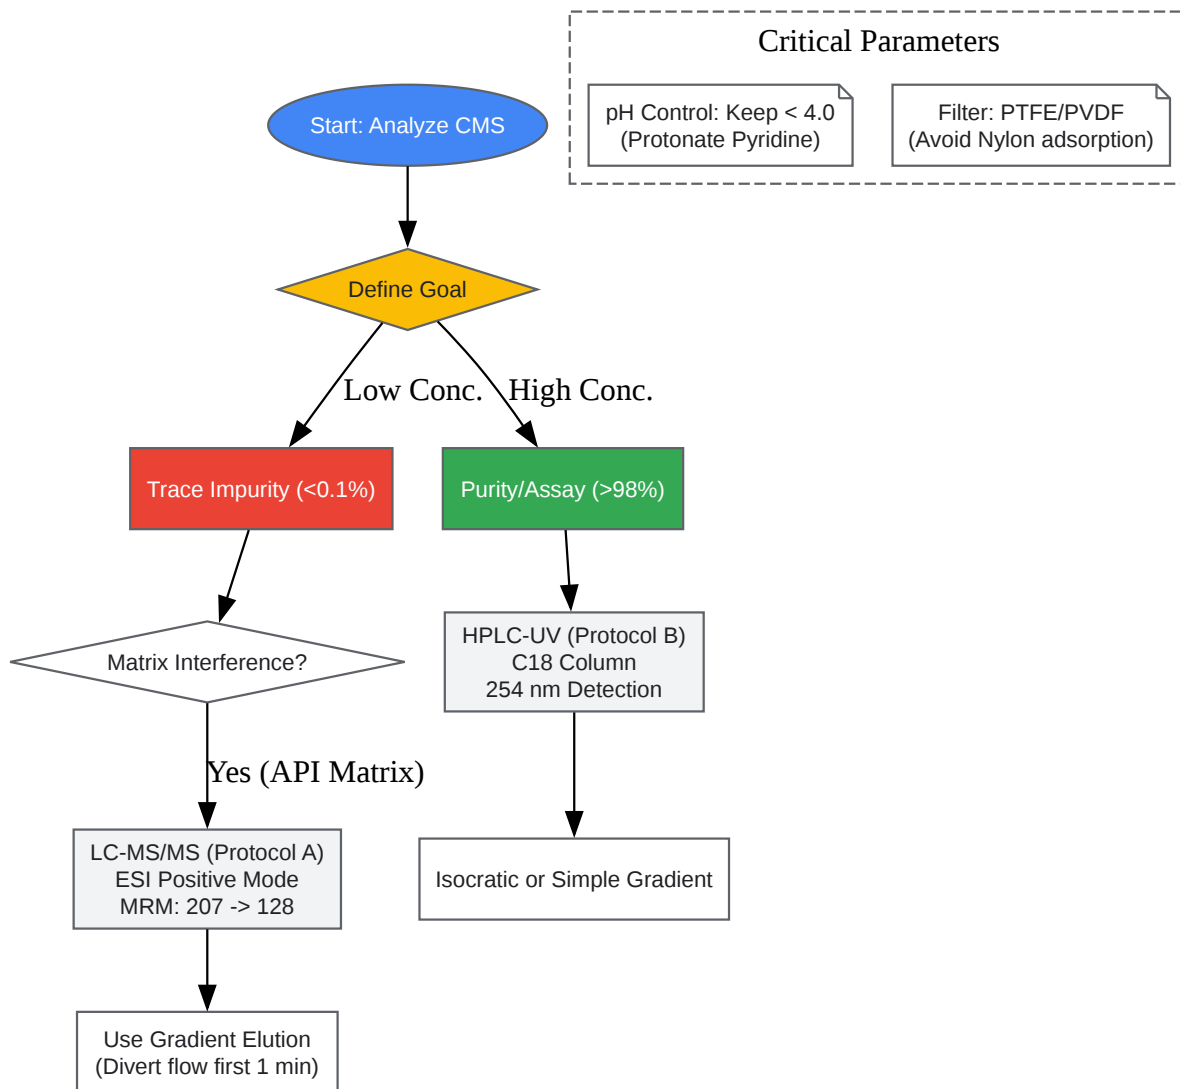 Critical Parameters
pH Control: Keep < 4.0
(Protonate Pyridine)
Filter: PTFE/PVDF
(Avoid Nylon adsorption)
Start: Analyze CMS
Define Goal
Low Conc.
High Conc.
Trace Impurity (<0.1%)
Purity/Assay (>98%)
Matrix Interference?
HPLC-UV (Protocol B)
C18 Column
254 nm Detection
Yes (API Matrix)
LC-MS/MS (Protocol A)
ESI Positive Mode
MRM: 207 -> 128
Isocratic or Simple Gradient
Use Gradient Elution
(Divert flow first 1 min)